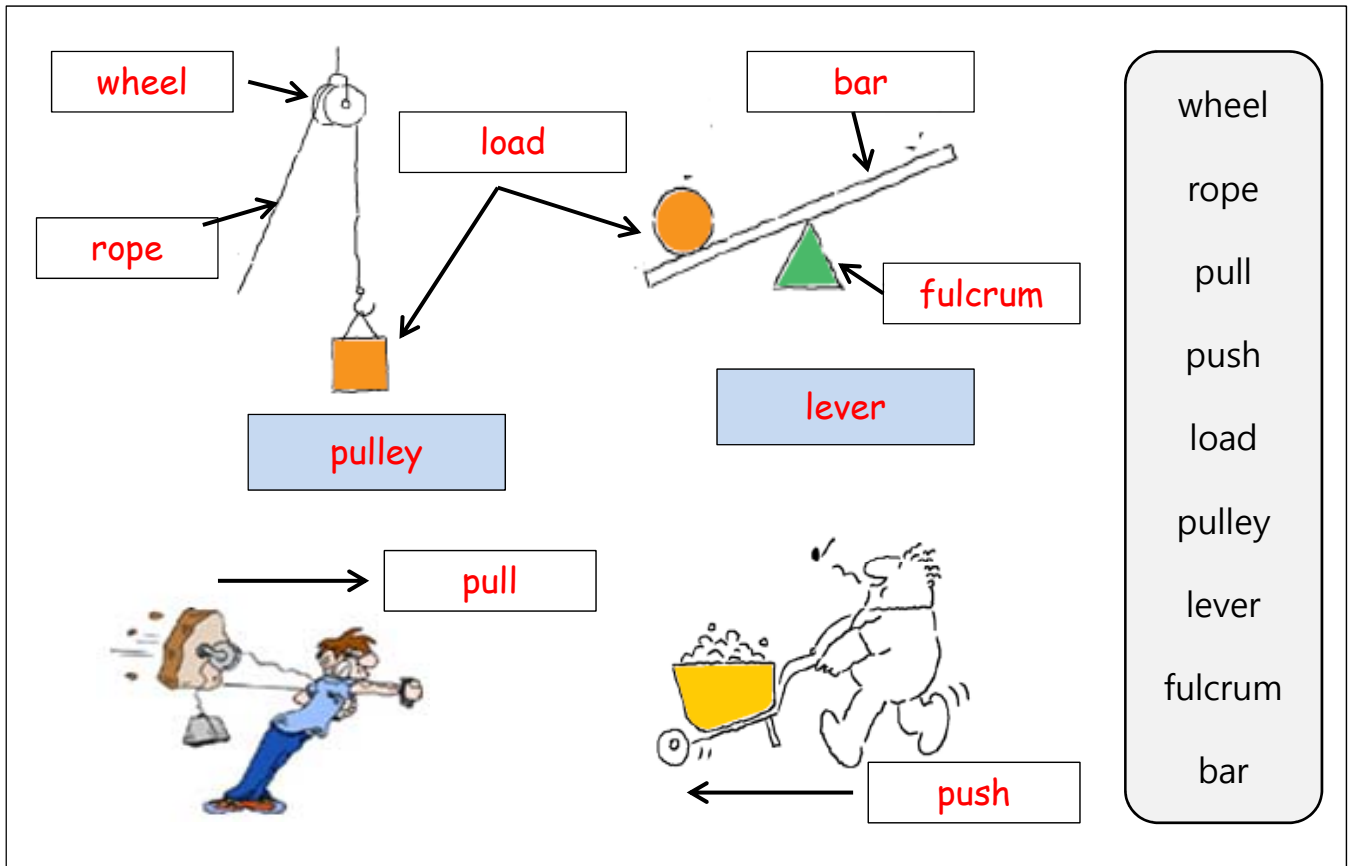 wheel
bar
load
rope
fulcrum
lever
pulley
pull
push
wheel
rope
pull
push
load
pulley
lever
fulcrum
bar